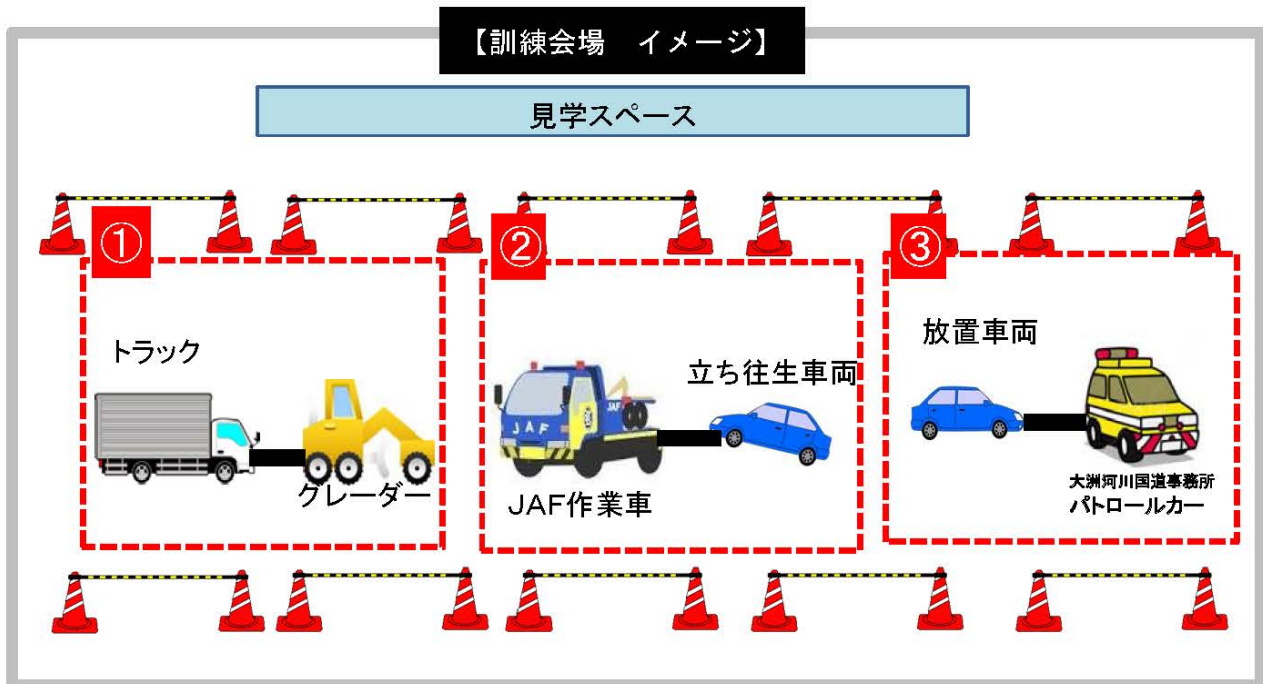 【訓練会場　イメージ】
見学スペース
①
トラック
グレーダー
②
立ち往生車両
JAF
JAF
JAF作業車
③
放置車両
大洲河川国道事務所
パトロールカー